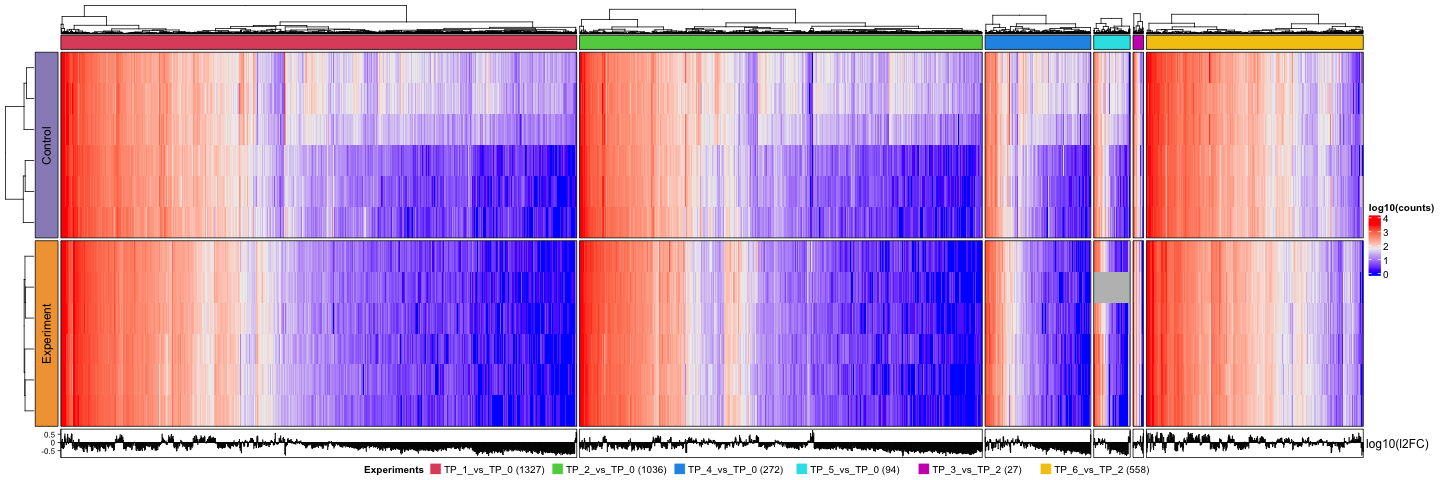 Control
Experiment
log10(counts)
4
3
2
1
0
0.5
0
-0.5
log10(l2FC)
Experiments TP_1_vs_TP_0 (1327) TP_2_vs_TP_0 (1036) TP_4_vs_TP_0 (272) TP_5_vs_TP_0 (94) TP_3_vs_TP_2 (27) TP_6_vs_TP_2 (558)